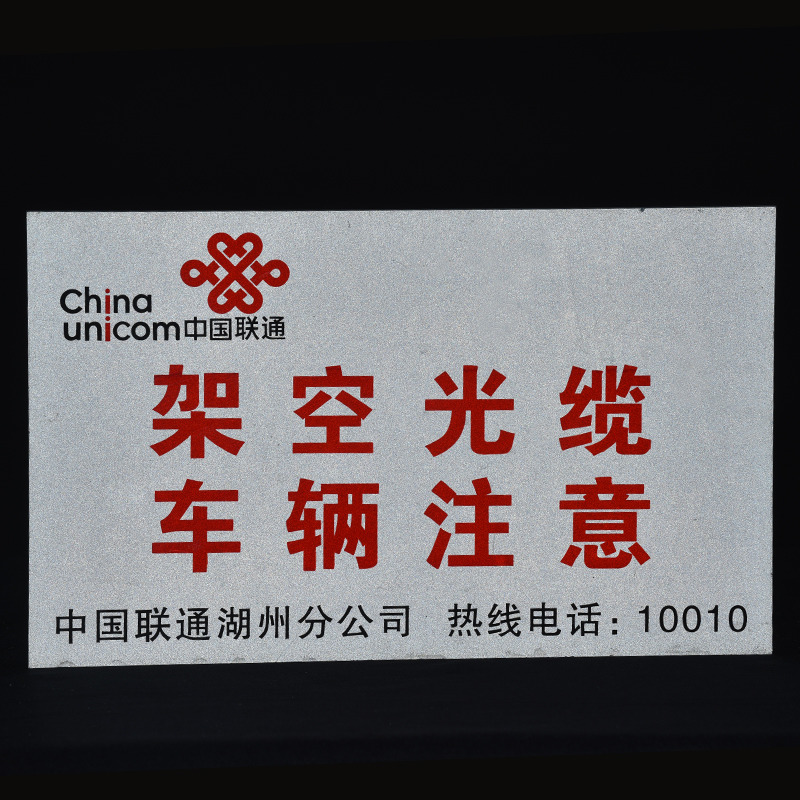 China
unicom中国联通
架空光缆
车辆注意
中国联通湖州分公司 热线电话：10010